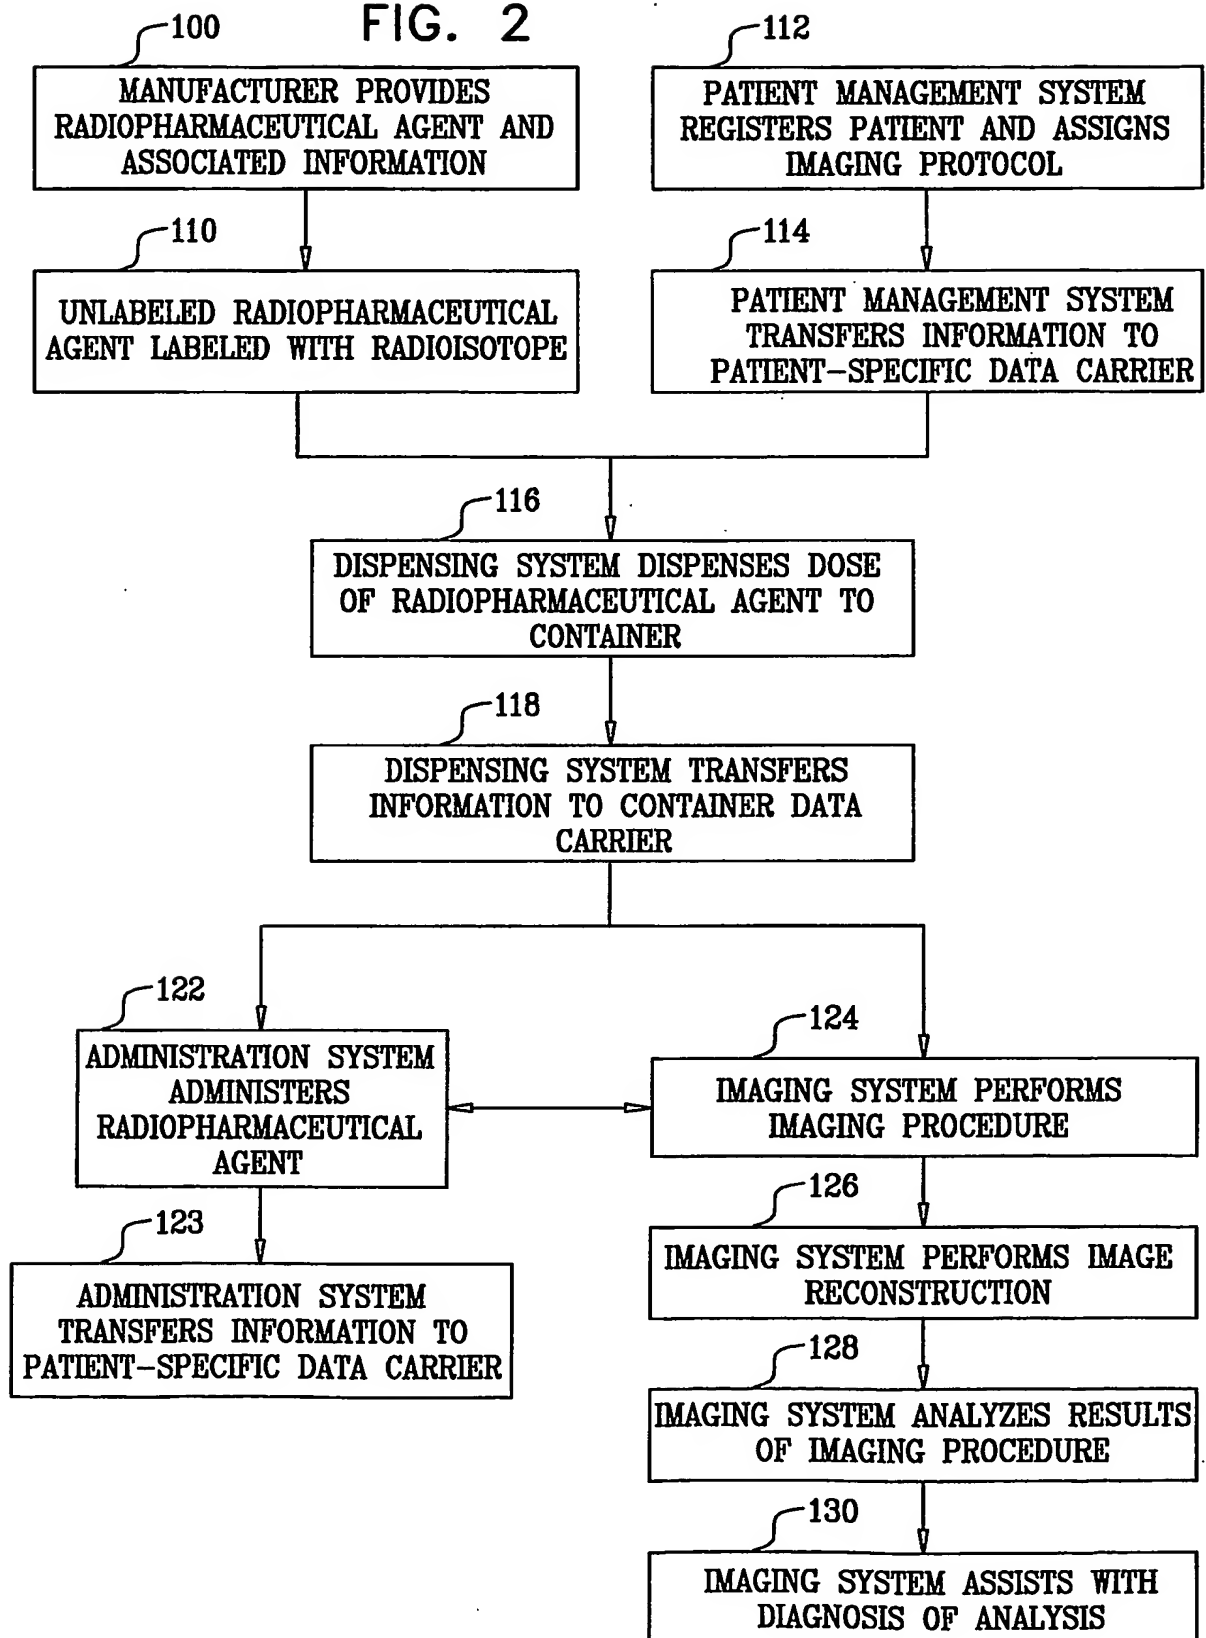 FIG. 2
100
MANUFACTURER PROVIDES
RADIOPHARMACEUTICAL AGENT AND
ASSOCIATED INFORMATION
112
PATIENT MANAGEMENT SYSTEM
REGISTERS PATIENT AND ASSIGNS
IMAGING PROTOCOL
110
UNLABELED RADIOPHARMACEUTICAL
AGENT LABELED WITH RADIOISOTOPE
114
PATIENT MANAGEMENT SYSTEM
TRANSFERS INFORMATION TO
PATIENT-SPECIFIC DATA CARRIER
116
DISPENSING SYSTEM DISPENSES DOSE
OF RADIOPHARMACEUTICAL AGENT TO
CONTAINER
118
DISPENSING SYSTEM TRANSFERS
INFORMATION TO CONTAINER DATA
CARRIER
122
ADMINISTRATION SYSTEM
ADMINISTERS
RADIOPHARMACEUTICAL
AGENT
123
ADMINISTRATION SYSTEM
TRANSFERS INFORMATION TO
PATIENT-SPECIFIC DATA CARRIER
124
IMAGING SYSTEM PERFORMS
IMAGING PROCEDURE
126
IMAGING SYSTEM PERFORMS IMAGE
RECONSTRUCTION
128
IMAGING SYSTEM ANALYZES RESULTS
OF IMAGING PROCEDURE
130
IMAGING SYSTEM ASSISTS WITH
DIAGNOSIS OF ANALYSIS